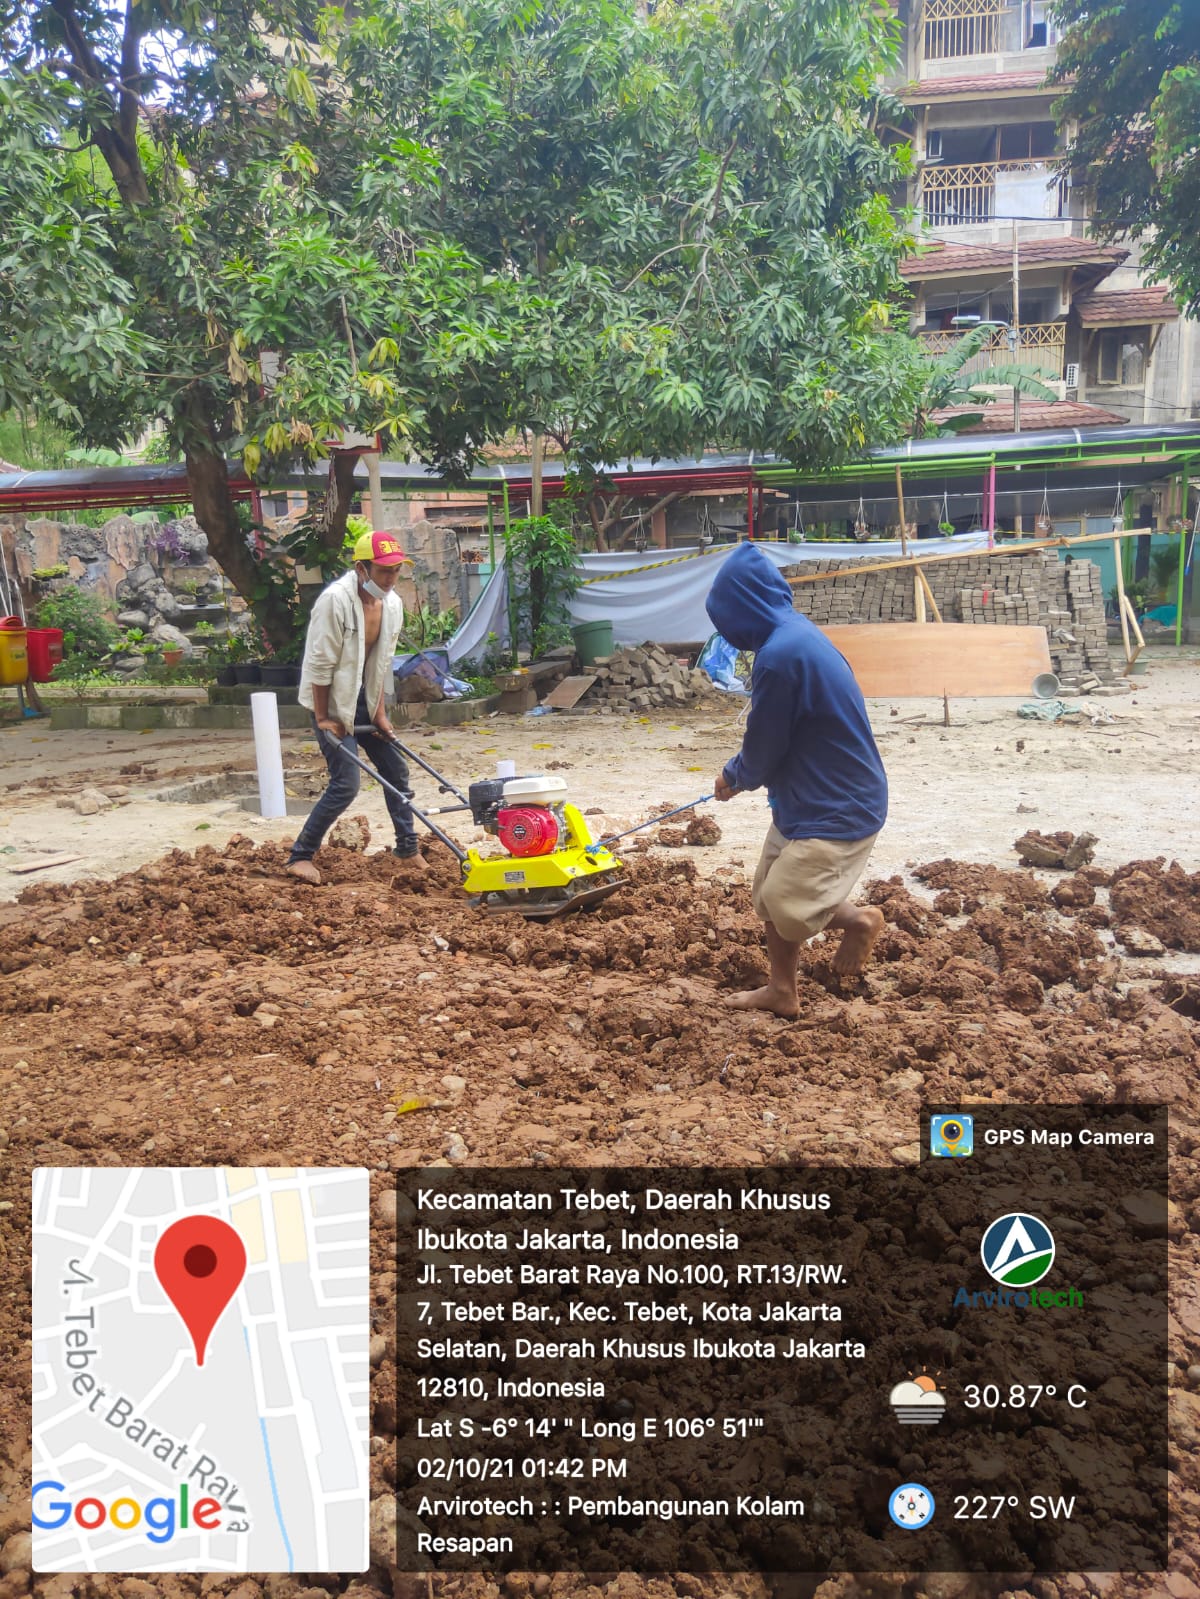 GPS Map Camera
Kecamatan Tebet, Daerah Khusus
Ibukota Jakarta, Indonesia
Jl. Tebet Barat Raya No.100, RT.13/RW.
7, Tebet Bar., Kec. Tebet, Kota Jakarta
Selatan, Daerah Khusus Ibukota Jakarta
12810, Indonesia
Lat S -6° 14' " Long E 106° 51'"
02/10/21 01:42 PM
Arvirotech : : Pembangunan Kolam
Resapan
Arvirotech
30.87° C
227° SW
Jl. Tebet Barat Raya
Google